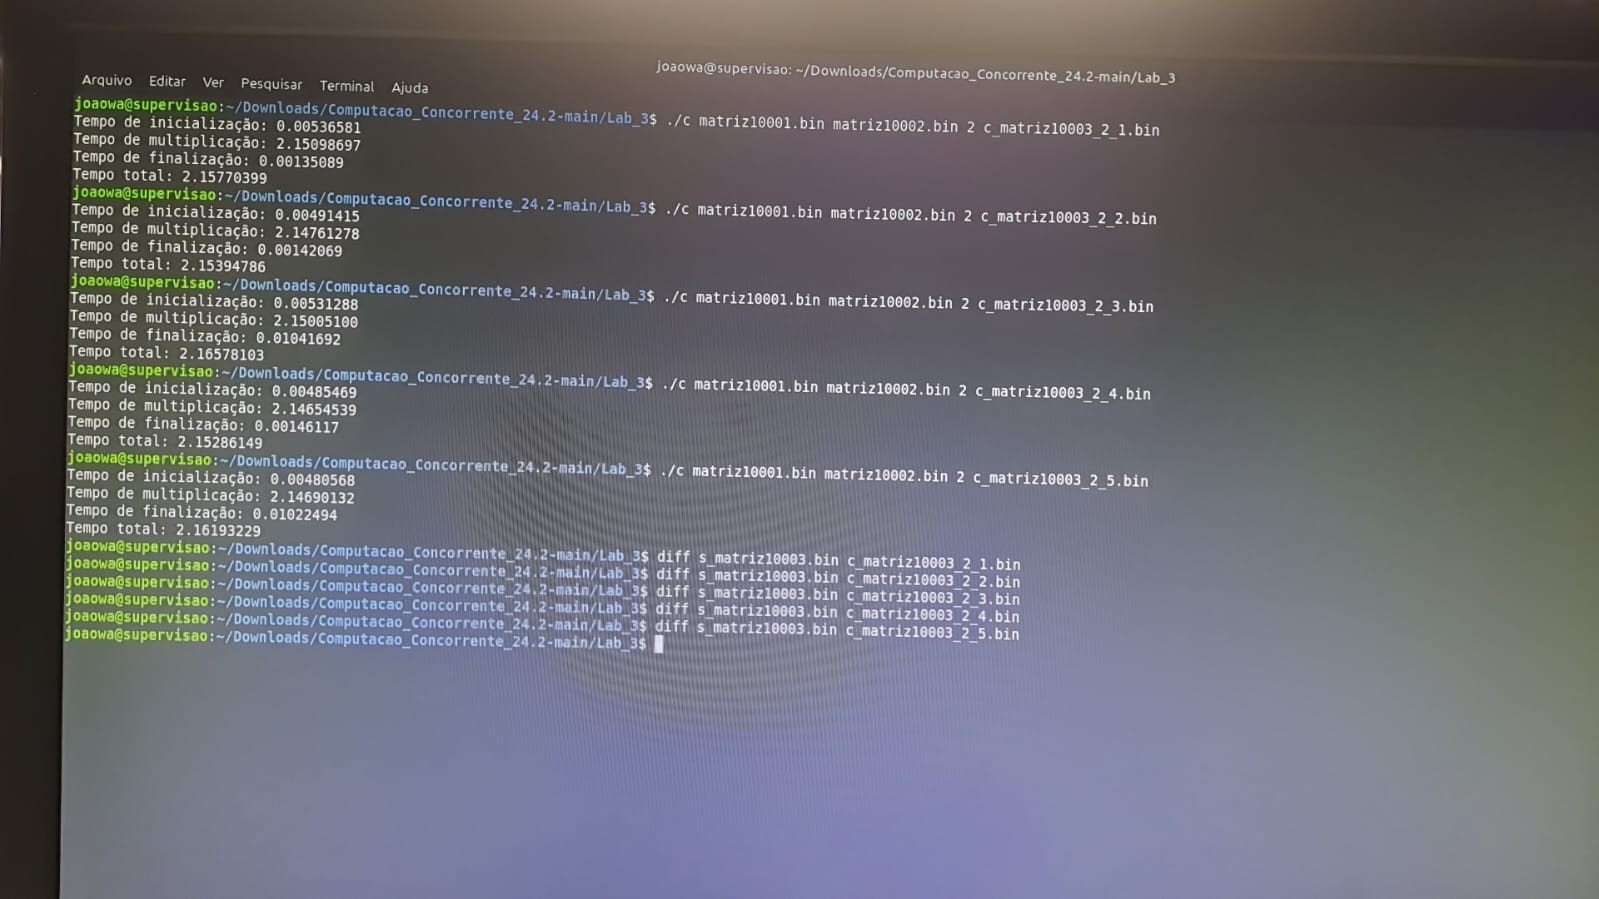 joaowa@supervisao: ~/Downloads/Computacao_Concorrente_24.2-main/Lab_3
Arquivo Editar Ver Pesquisar Terminal Ajuda
joaowa@supervisao:~/Downloads/Computacao_Concorrente_24.2-main/Lab_3$ ./c matriz10001.bin matriz10002.bin 2 c_matriz10003_2_1.bin
Tempo de inicialização: 0.00536581
Tempo de multiplicação: 2.15098697
Tempo de finalização: 0.00135089
Tempo total: 2.15770399
joaowa@supervisao:~/Downloads/Computacao_Concorrente_24.2-main/Lab_3$ ./c matriz10001.bin matriz10002.bin 2 c_matriz10003_2_2.bin
Tempo de inicialização: 0.00491415
Tempo de multiplicação: 2.14761278
Tempo de finalização: 0.00142069
Tempo total: 2.15394786
joaowa@supervisao:~/Downloads/Computacao_Concorrente_24.2-main/Lab_3$ ./c matriz10001.bin matriz10002.bin 2 c_matriz10003_2_3.bin
Tempo de inicialização: 0.00531288
Tempo de multiplicação: 2.15005100
Tempo de finalização: 0.01041692
Tempo total: 2.16578103
joaowa@supervisao:~/Downloads/Computacao_Concorrente_24.2-main/Lab_3$ ./c matriz10001.bin matriz10002.bin 2 c_matriz10003_2_4.bin
Tempo de inicialização: 0.00485469
Tempo de multiplicação: 2.14654539
Tempo de finalização: 0.00146117
Tempo total: 2.15286149
joaowa@supervisao:~/Downloads/Computacao_Concorrente_24.2-main/Lab_3$ ./c matriz10001.bin matriz10002.bin 2 c_matriz10003_2_5.bin
Tempo de inicialização: 0.00480568
Tempo de multiplicação: 2.14690132
Tempo de finalização: 0.01022494
Tempo total: 2.16193229
joaowa@supervisao:~/Downloads/Computacao_Concorrente_24.2-main/Lab_3$ diff s_matriz10003.bin c_matriz10003_2_1.bin
joaowa@supervisao:~/Downloads/Computacao_Concorrente_24.2-main/Lab_3$ diff s_matriz10003.bin c_matriz10003_2_2.bin
joaowa@supervisao:~/Downloads/Computacao_Concorrente_24.2-main/Lab_3$ diff s_matriz10003.bin c_matriz10003_2_3.bin
joaowa@supervisao:~/Downloads/Computacao_Concorrente_24.2-main/Lab_3$ diff s_matriz10003.bin c_matriz10003_2_4.bin
joaowa@supervisao:~/Downloads/Computacao_Concorrente_24.2-main/Lab_3$ diff s_matriz10003.bin c_matriz10003_2_5.bin
joaowa@supervisao:~/Downloads/Computacao_Concorrente_24.2-main/Lab_3$